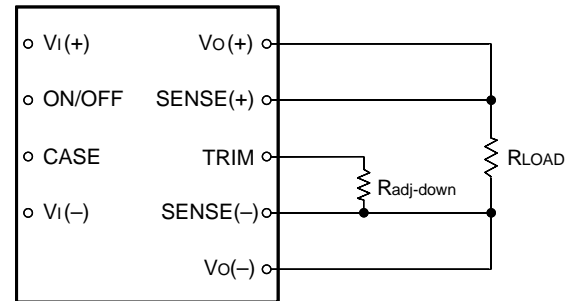 VI(+) VO(+)
ON/OFF SENSE(+)
CASE TRIM
RLOAD
Radj-down
VI(–) SENSE(–)
VO(–)